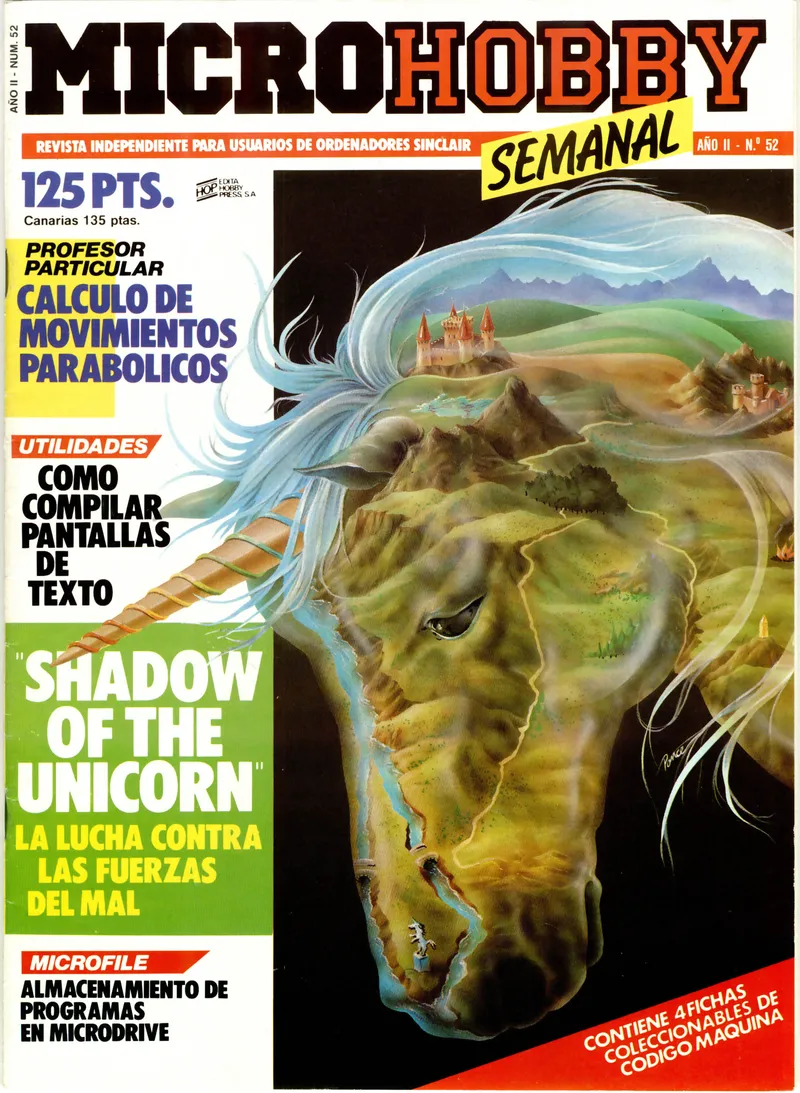 AÑO II - NUM. 52
MICROHOBBY
REVISTA INDEPENDIENTE PARA USUARIOS DE ORDENADORES SINCLAIR
SEMANAL
AÑO II - N.º 52
125 PTS.
Canarias 135 ptas.
HOP
EDITA
HOBBY
PRESS, S.A
PROFESOR
PARTICULAR
CALCULO DE
MOVIMIENTOS
PARABOLICOS
UTILIDADES
COMO
COMPILAR
PANTALLAS
DE
TEXTO
"SHADOW
OF THE
UNICORN"
LA LUCHA CONTRA
LAS FUERZAS
DEL MAL
MICROFILE
ALMACENAMIENTO DE
PROGRAMAS
EN MICRODRIVE
Ponce
CONTIENE 4 FICHAS
COLECCIONABLES DE
CODIGO MAQUINA